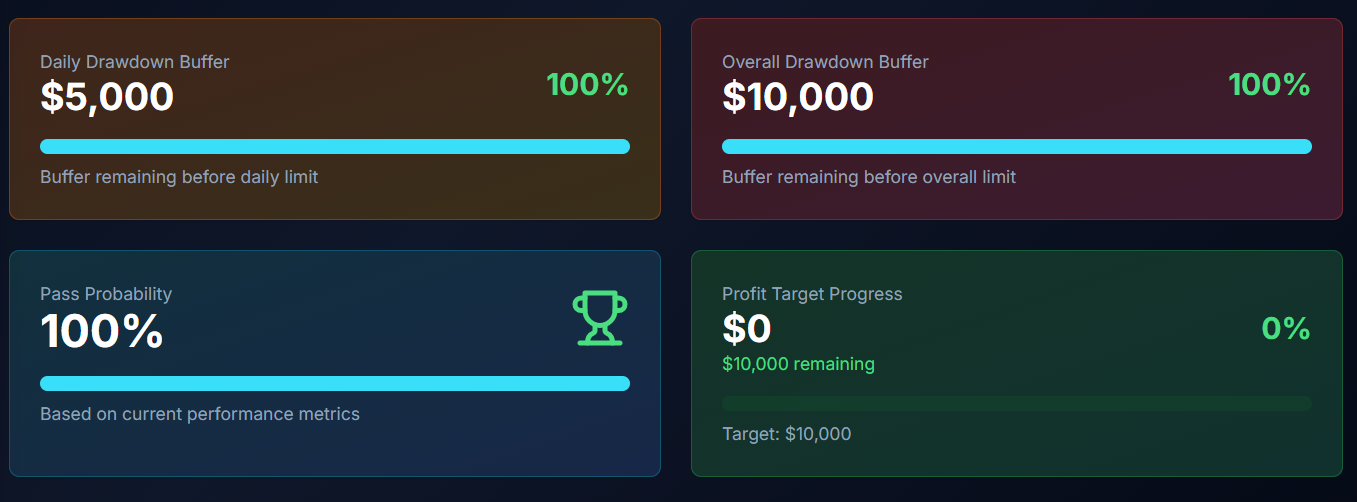 Daily Drawdown Buffer
$5,000
100%
Buffer remaining before daily limit
Overall Drawdown Buffer
$10,000
100%
Buffer remaining before overall limit
Pass Probability
100%
Based on current performance metrics
Profit Target Progress
$0
0%
$10,000 remaining
Target: $10,000